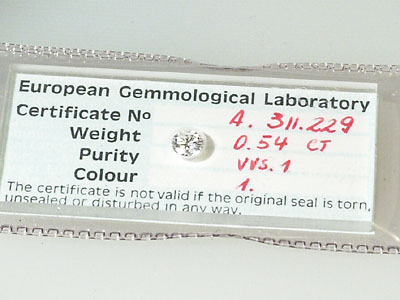 European Gemmological Laboratory
Certificate No A. 311.229
Weight 0.54 CT
Purity VVS.1
Colour 1.
The certificate is not valid if the original seal is torn,
unsealed or disturbed in any way.